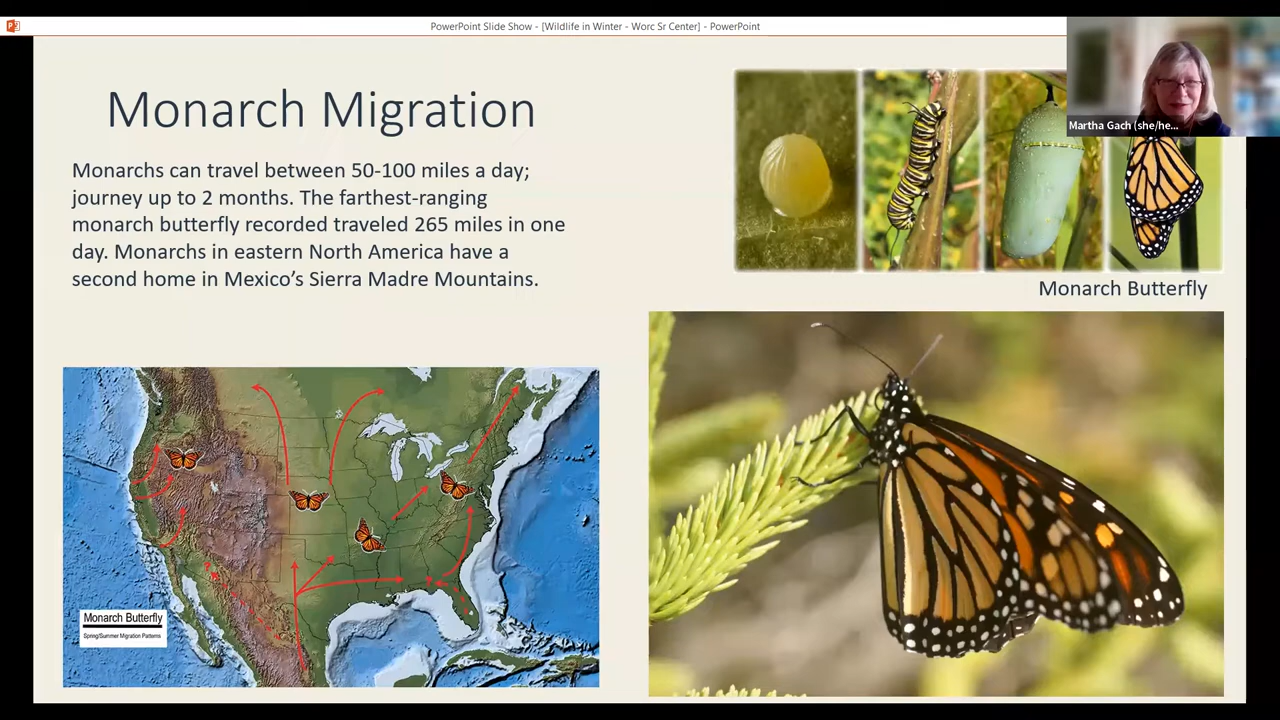 PowerPoint Slide Show - [Wildlife in Winter - Worc Sr Center] - PowerPoint
Martha Gach (she/he...
Monarch Migration
Monarchs can travel between 50-100 miles a day;
journey up to 2 months. The farthest-ranging
monarch butterfly recorded traveled 265 miles in one
day. Monarchs in eastern North America have a
second home in Mexico’s Sierra Madre Mountains.
Monarch Butterfly
Monarch Butterfly
Spring/Summer Migration Patterns
? ?